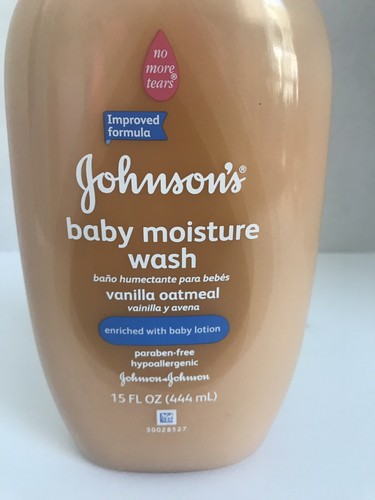 no
more
tears®
Improved
formula
Johnson's®
baby moisture
wash
baño humectante para bebés
vanilla oatmeal
vainilla y avena
enriched with baby lotion
paraben-free
hypoallergenic
Johnson & Johnson
15 FL OZ (444 mL)
30028527